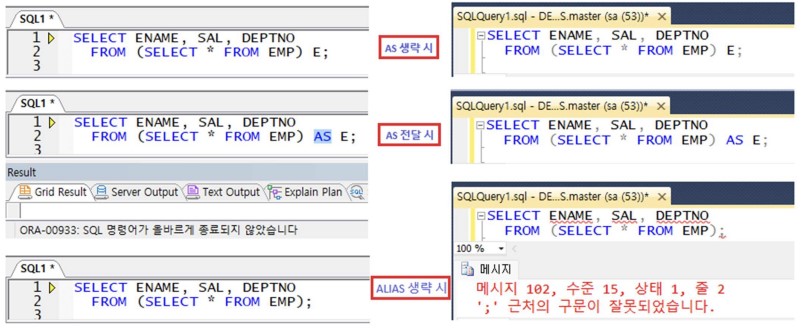 SQL1 *
1 SELECT ENAME, SAL, DEPTNO
2 FROM (SELECT * FROM EMP) E;
3
AS 생략 시
SQLQuery1.sql - DE...S.master (sa (53))* ×
SELECT ENAME, SAL, DEPTNO
FROM (SELECT * FROM EMP) E;
SQL1 *
1 SELECT ENAME, SAL, DEPTNO
2 FROM (SELECT * FROM EMP) AS E;
3
Result
Grid Result Server Output Text Output Explain Plan SQL
ORA-00933: SQL 명령어가 올바르게 종료되지 않았습니다
AS 전달 시
SQLQuery1.sql - DE...S.master (sa (53))* ×
SELECT ENAME, SAL, DEPTNO
FROM (SELECT * FROM EMP) AS E;
SQL1 *
1 SELECT ENAME, SAL, DEPTNO
2 FROM (SELECT * FROM EMP);
3
ALIAS 생략 시
SQLQuery1.sql - DE...S.master (sa (53))* ×
SELECT ENAME, SAL, DEPTNO
FROM (SELECT * FROM EMP);
100 %
메시지
메시지 102, 수준 15, 상태 1, 줄 2
';' 근처의 구문이 잘못되었습니다.